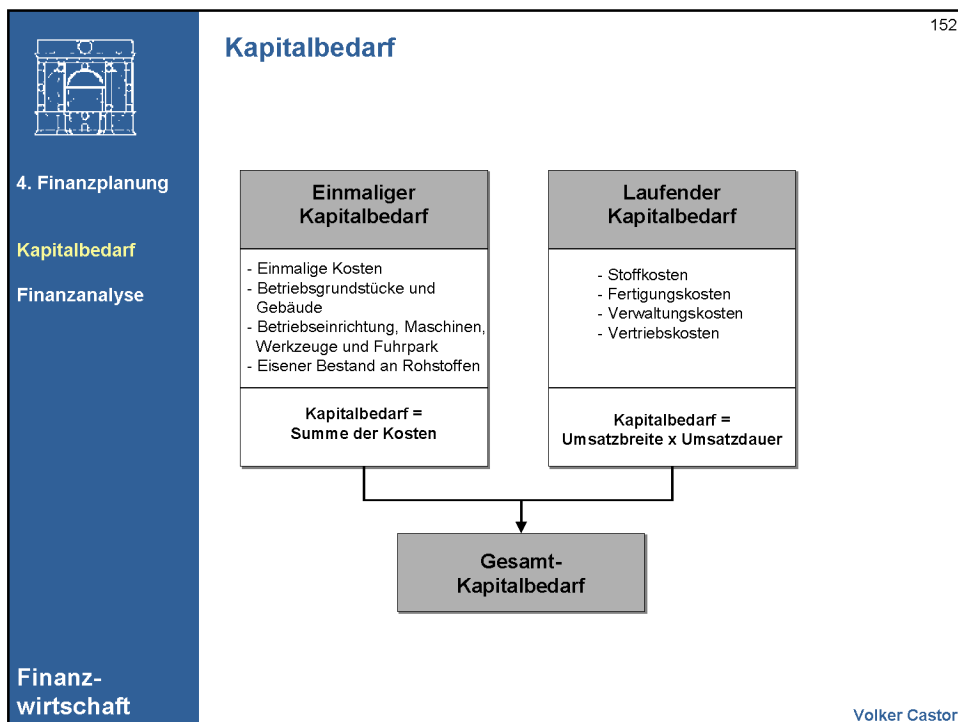 152
Kapitalbedarf
4. Finanzplanung
Kapitalbedarf
Finanzanalyse
Einmaliger
Kapitalbedarf
- Einmalige Kosten
- Betriebsgrundstücke und
Gebäude
- Betriebseinrichtung, Maschinen,
Werkzeuge und Fuhrpark
- Eisener Bestand an Rohstoffen
Kapitalbedarf =
Summe der Kosten
Laufender
Kapitalbedarf
- Stoffkosten
- Fertigungskosten
- Verwaltungskosten
- Vertriebskosten
Kapitalbedarf =
Umsatzbreite x Umsatzdauer
Gesamt-
Kapitalbedarf
Finanz-
wirtschaft
Volker Castor